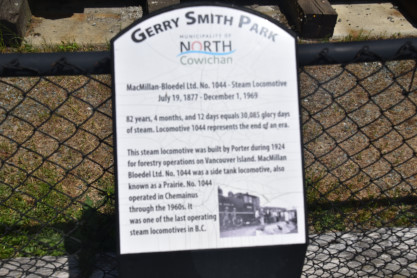 GERRY SMITH PARK
MUNICIPALITY OF
NORTH
Cowichan
MacMillan-Bloedel Ltd. No. 1044 - Steam Locomotive
July 19, 1877 - December 1, 1969
82 years, 4 months, and 12 days equals 30,085 glory days
of steam. Locomotive 1044 represents the end of an era.
This steam locomotive was built by Porter during 1924
for forestry operations on Vancouver Island. MacMillan
Bloedel Ltd. No. 1044 was a side tank locomotive, also
known as a Prairie. No. 1044
operated in Chemainus
through the 1960s. It
was one of the last operating
steam locomotives in B.C.